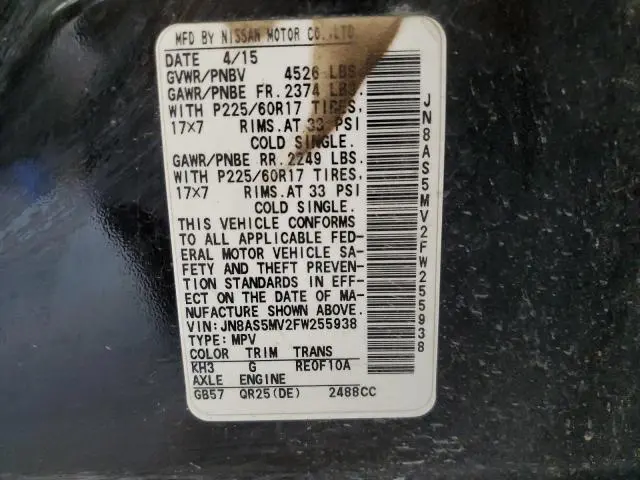 MFD BY NISSAN MOTOR CO.,LTD
DATE 4/15
GVWR/PNBV 4526 LBS
GAWR/PNBE FR. 2374 LBS.
WITH P225/60R17 TIRES.
17×7 RIMS.AT 33 PSI
COLD SINGLE.
GAWR/PNBE RR. 2249 LBS.
WITH P225/60R17 TIRES.
17×7 RIMS.AT 33 PSI
COLD SINGLE.
THIS VEHICLE CONFORMS
TO ALL APPLICABLE FED-
ERAL MOTOR VEHICLE SA-
FETY AND THEFT PREVEN-
TION STANDARDS IN EFF-
ECT ON THE DATE OF MA-
NUFACTURE SHOWN ABOVE.
VIN:JN8AS5MV2FW255938
TYPE:MPV
COLOR TRIM TRANS
KH3 G RE0F10A
AXLE ENGINE
GB57 QR25(DE) 2488CC
JN8AS5MV2FW255938